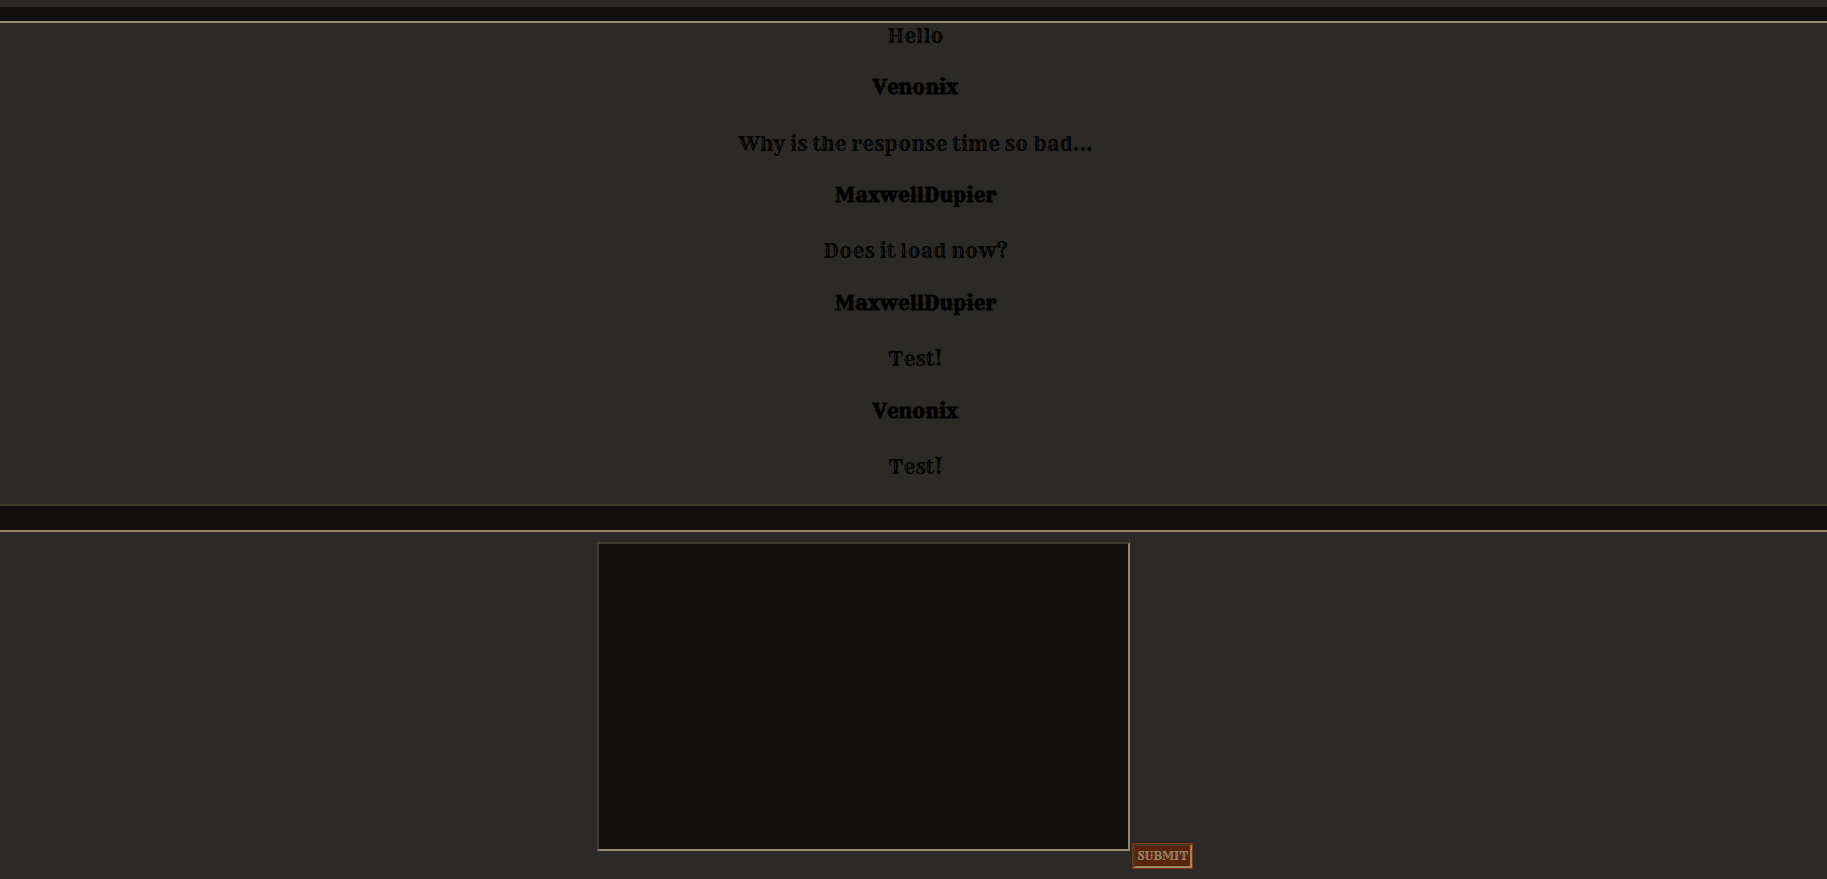 Hello
Venonix
Why is the response time so bad...
MaxwellDupier
Does it load now?
MaxwellDupier
Test!
Venonix
Test!
SUBMIT